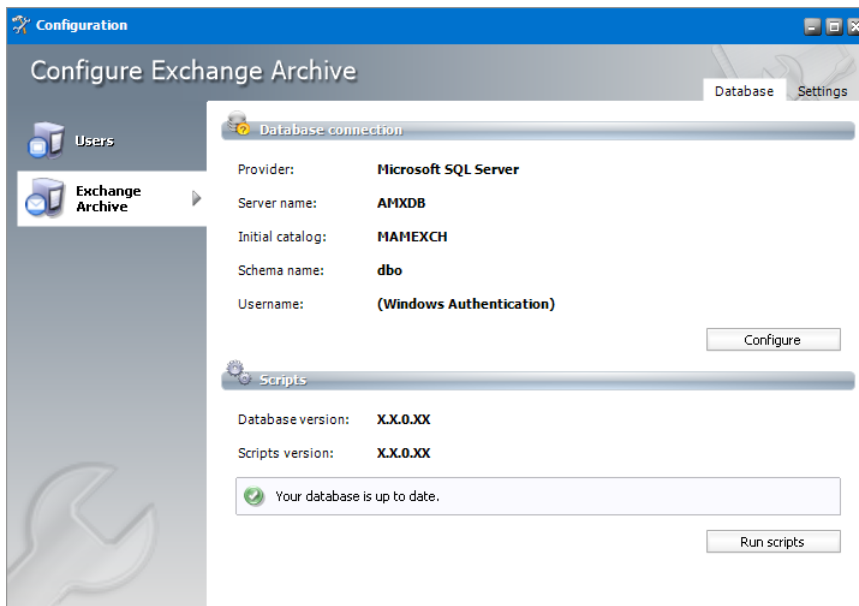 Configuration
Configure Exchange Archive
Database Settings
Users
Exchange
Archive
Database connection
Provider: Microsoft SQL Server
Server name: AMXDB
Initial catalog: MAMEXCH
Schema name: dbo
Username: (Windows Authentication)
Configure
Scripts
Database version: X.X.0.XX
Scripts version: X.X.0.XX
Your database is up to date.
Run scripts